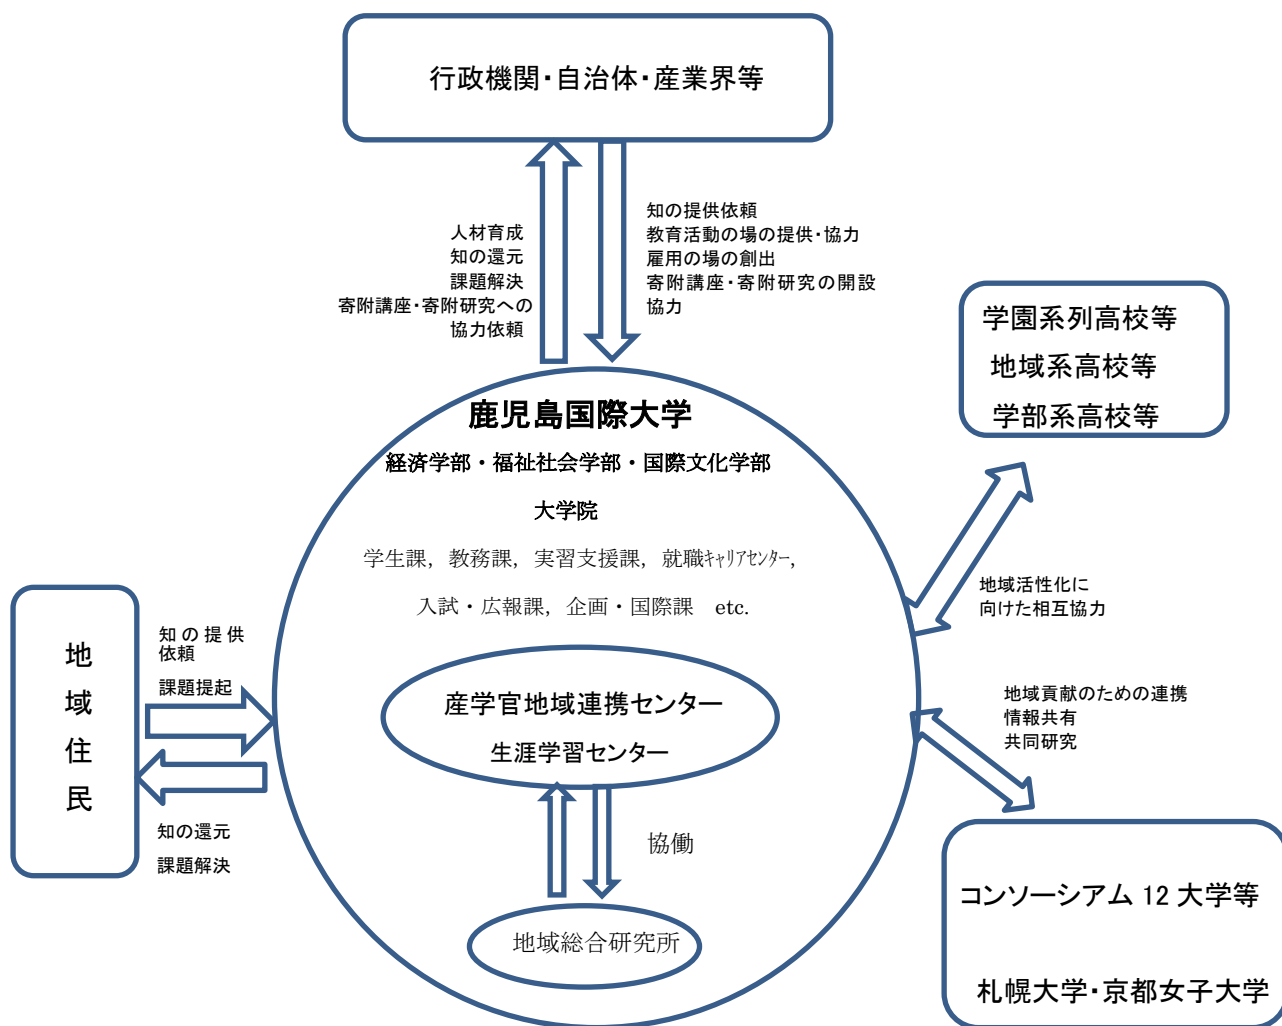 行政機関・自治体・産業界等
人材育成
知の還元
課題解決
寄附講座・寄附研究への
協力依頼
知の提供依頼
教育活動の場の提供・協力
雇用の場の創出
寄附講座・寄附研究の開設
協力
学園系列高校等
地域系高校等
学部系高校等
鹿児島国際大学
経済学部・福祉社会学部・国際文化学部
大学院
学生課，教務課，実習支援課，就職ｷｬﾘｱｾﾝﾀｰ，
入試・広報課，企画・国際課　etc.
地域活性化に
向けた相互協力
地
域
住
民
知の提供
依頼
課題提起
知の還元
課題解決
産学官地域連携センター
生涯学習センター
協働
地域総合研究所
地域貢献のための連携
情報共有
共同研究
コンソーシアム 12 大学等
札幌大学・京都女子大学